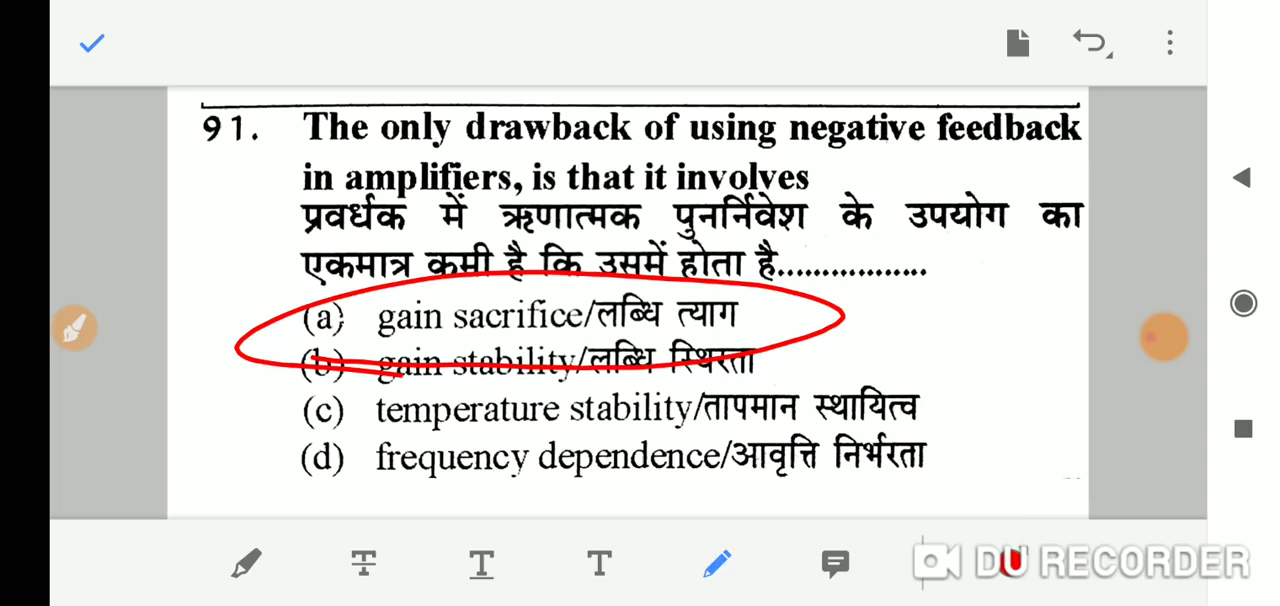 91. The only drawback of using negative feedback
in amplifiers, is that it involves
प्रवर्धक में ऋणात्मक पुनर्निवेश के उपयोग का
एकमात्र कमी है कि उसमें होता है..................
(a) gain sacrifice/लब्धि त्याग
(b) gain stability/लब्धि स्थिरता
(c) temperature stability/तापमान स्थायित्व
(d) frequency dependence/आवृत्ति निर्भरता
T T T
DU RECORDER